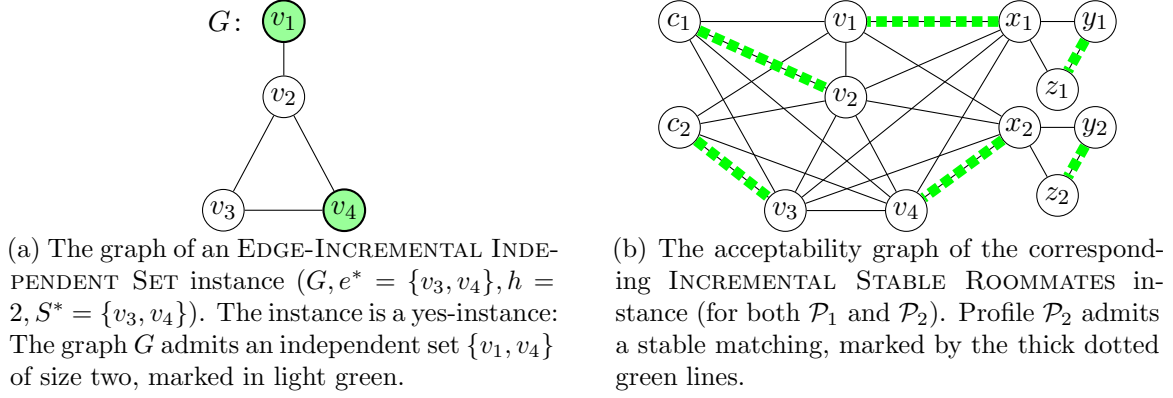 G:
v₁
v₂
v₃
v₄
(a) The graph of an EDGE-INCREMENTAL INDE-
PENDENT SET instance (G, e* = {v₃, v₄}, h =
2, S* = {v₃, v₄}). The instance is a yes-instance:
The graph G admits an independent set {v₁, v₄}
of size two, marked in light green.
c₁
v₁
x₁
y₁
z₁
v₂
c₂
x₂
y₂
z₂
v₃
v₄
(b) The acceptability graph of the correspond-
ing INCREMENTAL STABLE ROOMMATES in-
stance (for both 𝒫₁ and 𝒫₂). Profile 𝒫₂ admits
a stable matching, marked by the thick dotted
green lines.